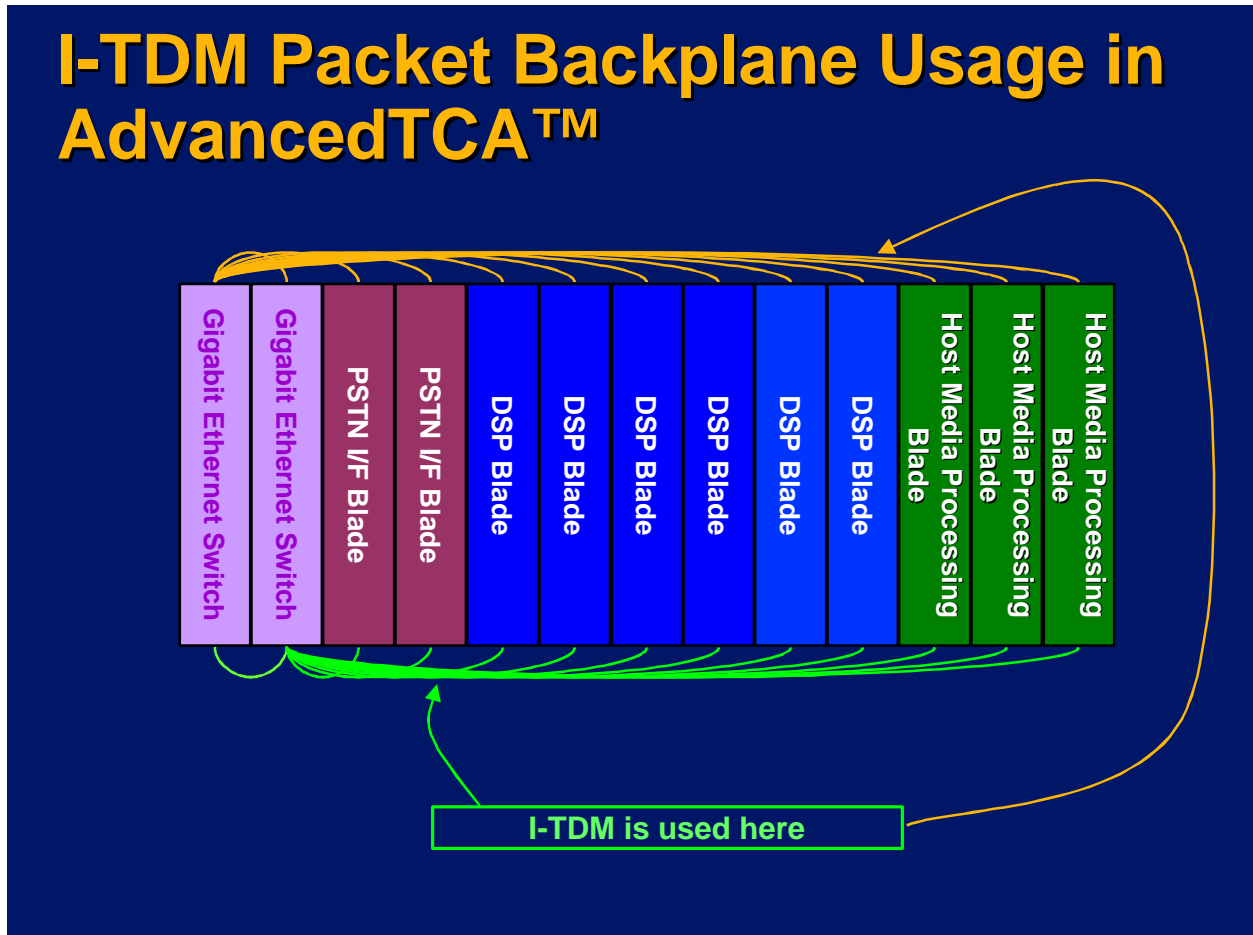 I-TDM Packet Backplane Usage in
AdvancedTCA™
Gigabit Ethernet Switch
Gigabit Ethernet Switch
PSTN I/F Blade
PSTN I/F Blade
DSP Blade
DSP Blade
DSP Blade
DSP Blade
DSP Blade
DSP Blade
Host Media Processing
Blade
Host Media Processing
Blade
Host Media Processing
Blade
I-TDM is used here